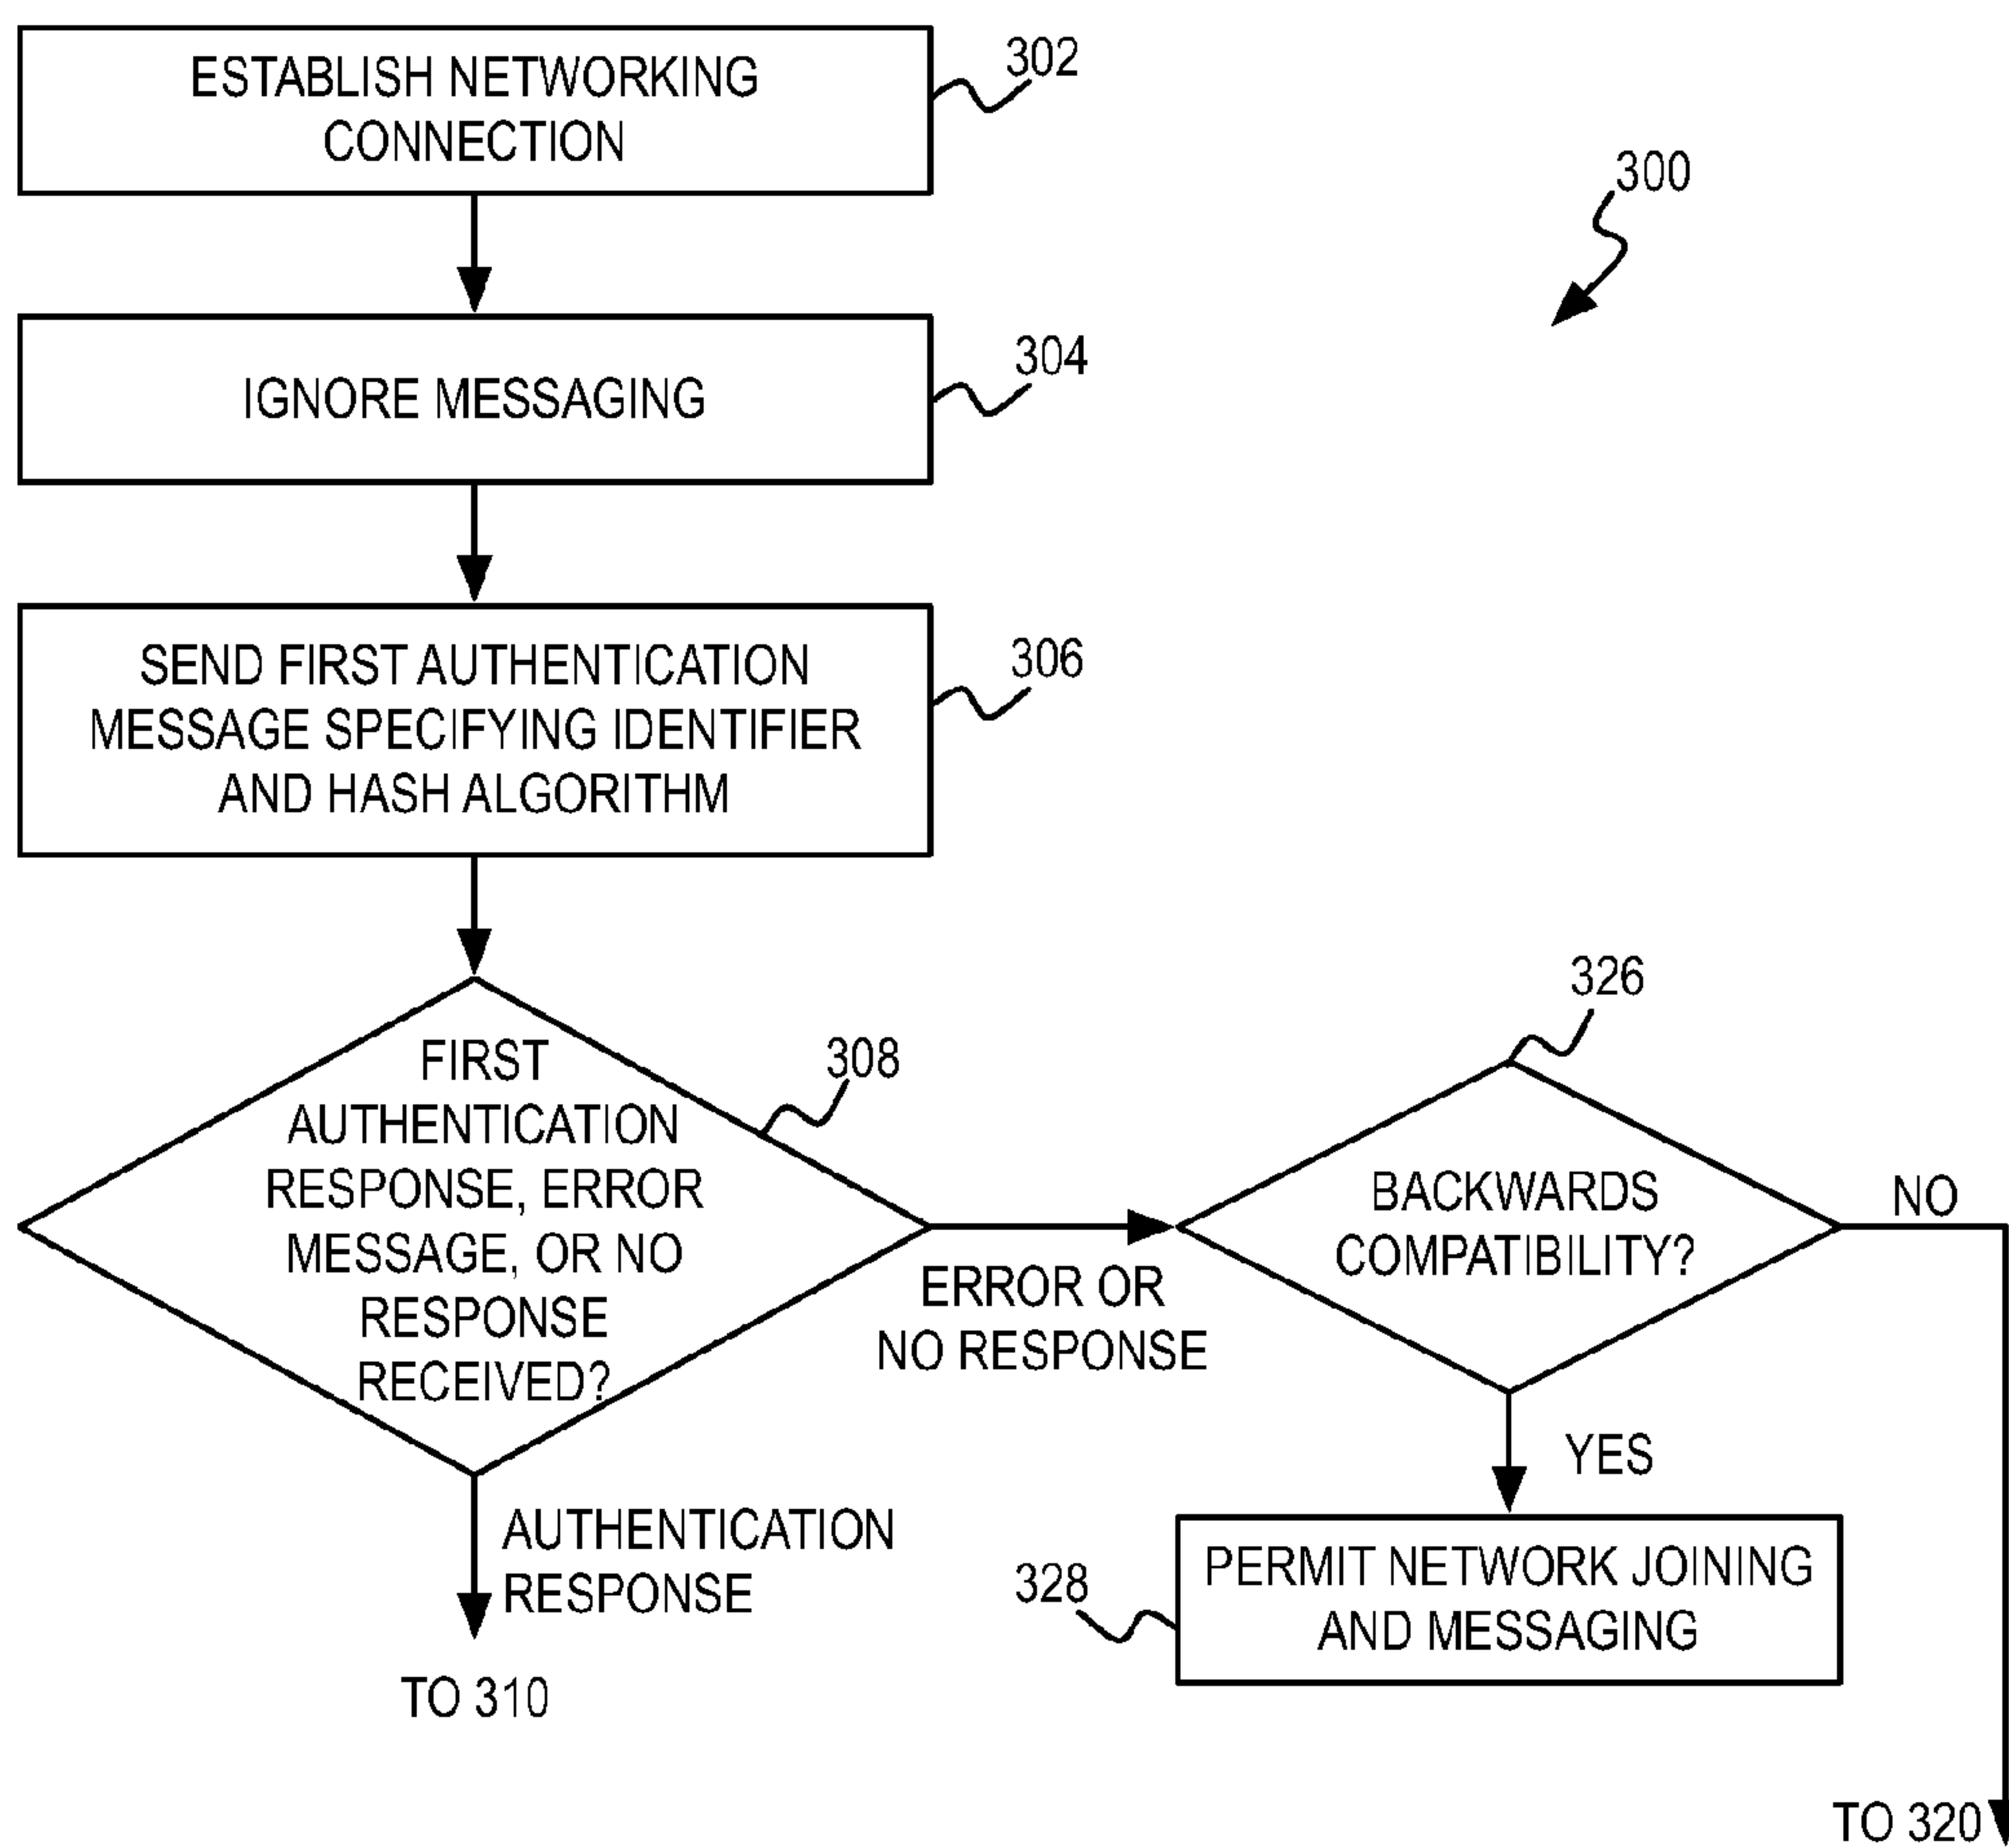 ESTABLISH NETWORKING
CONNECTION
302
300
IGNORE MESSAGING
304
SEND FIRST AUTHENTICATION
MESSAGE SPECIFYING IDENTIFIER
AND HASH ALGORITHM
306
FIRST
AUTHENTICATION
RESPONSE, ERROR
MESSAGE, OR NO
RESPONSE
RECEIVED?
308
ERROR OR
NO RESPONSE
326
BACKWARDS
COMPATIBILITY?
NO
YES
AUTHENTICATION
RESPONSE
TO 310
328
PERMIT NETWORK JOINING
AND MESSAGING
TO 320